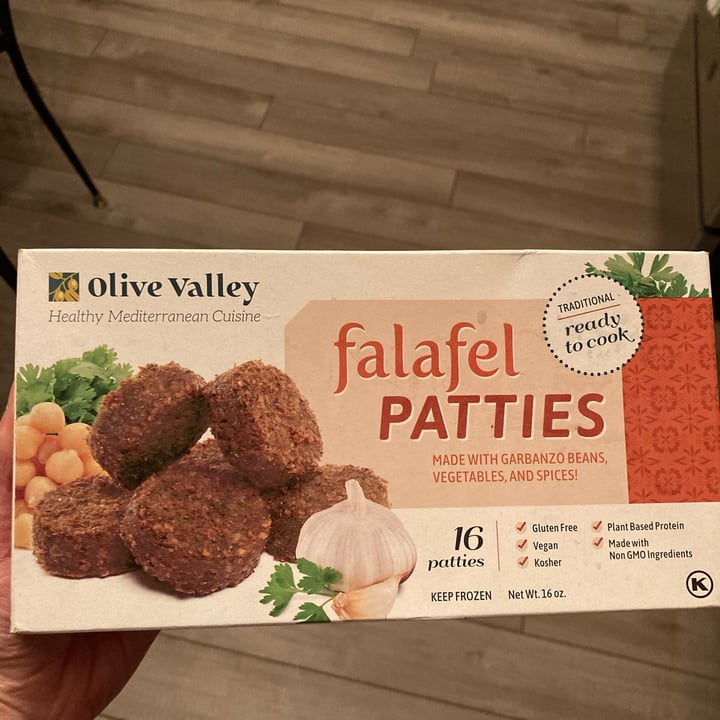 Olive Valley
Healthy Mediterranean Cuisine
TRADITIONAL
ready
to cook
falafel
PATTIES
MADE WITH GARBANZO BEANS,
VEGETABLES, AND SPICES!
16
patties
Gluten Free
Vegan
Kosher
Plant Based Protein
Made with
Non GMO Ingredients
KEEP FROZEN Net Wt. 16 oz.
K